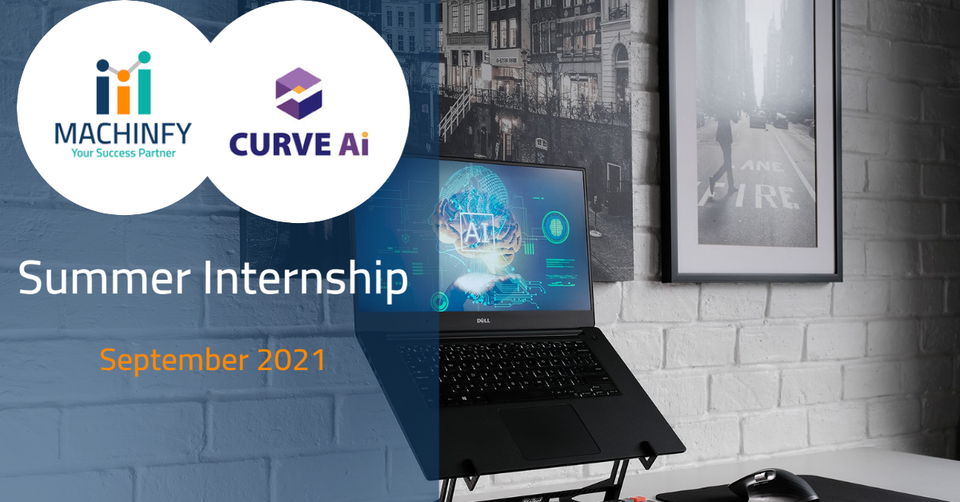 MACHINFY
Your Success Partner
CURVE Ai
Summer Internship
September 2021
AI
DELL
ANE
FIRE